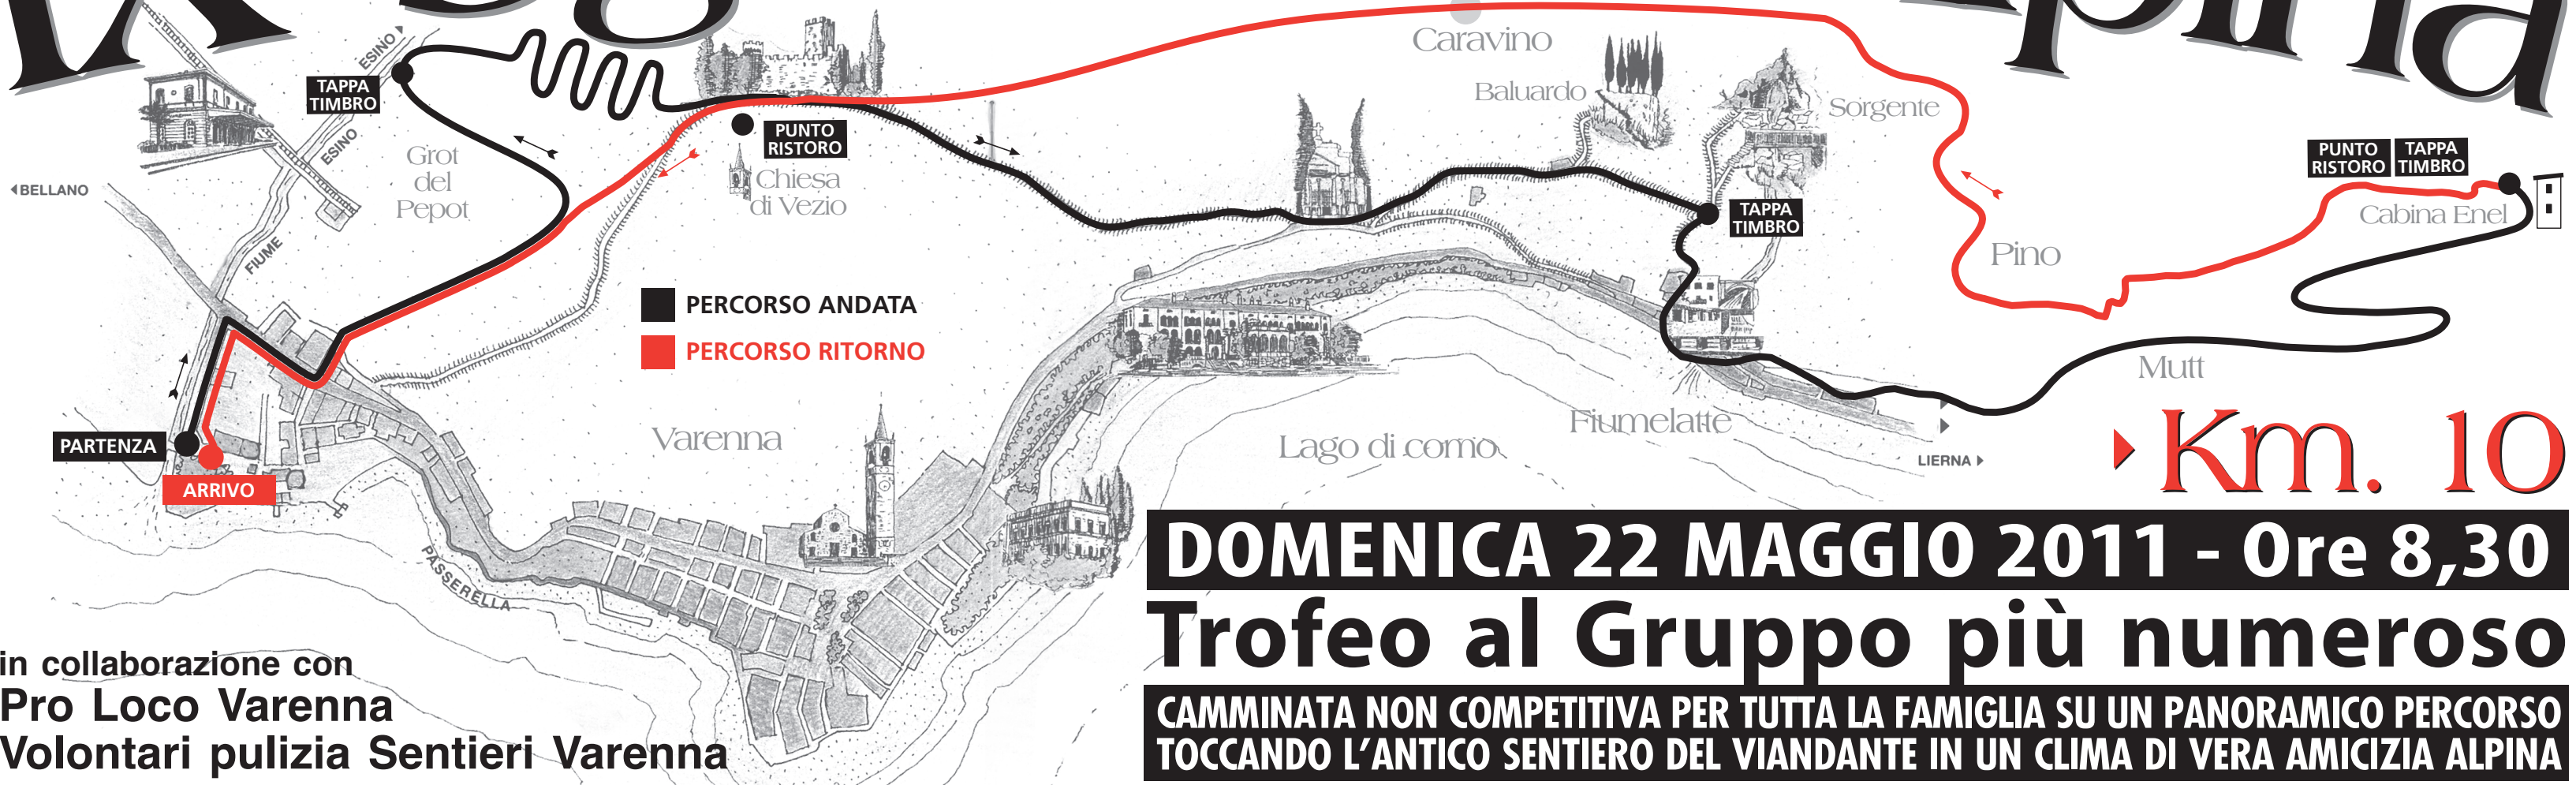 ESINO
TAPPA
TIMBRO
ESINO
Grot
del
Pepot
BELLANO
FIUME
PUNTO
RISTORO
Chiesa
di Vezio
Caravino
Baluardo
Sorgente
TAPPA
TIMBRO
PUNTO
RISTORO
TAPPA
TIMBRO
Cabina Enel
Pino
Mutt
PERCORSO ANDATA
PERCORSO RITORNO
PARTENZA
ARRIVO
Varenna
PASSERELLA
Lago di como
Fiumelatte
LIERNA
Km. 10
DOMENICA 22 MAGGIO 2011 - Ore 8,30
Trofeo al Gruppo più numeroso
CAMMINATA NON COMPETITIVA PER TUTTA LA FAMIGLIA SU UN PANORAMICO PERCORSO
TOCCANDO L'ANTICO SENTIERO DEL VIANDANTE IN UN CLIMA DI VERA AMICIZIA ALPINA
in collaborazione con
Pro Loco Varenna
Volontari pulizia Sentieri Varenna